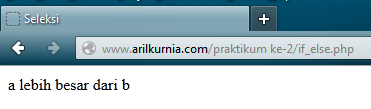 Seleksi
www.arilkurnia.com/praktikum ke-2/if_else.php
a lebih besar dari b